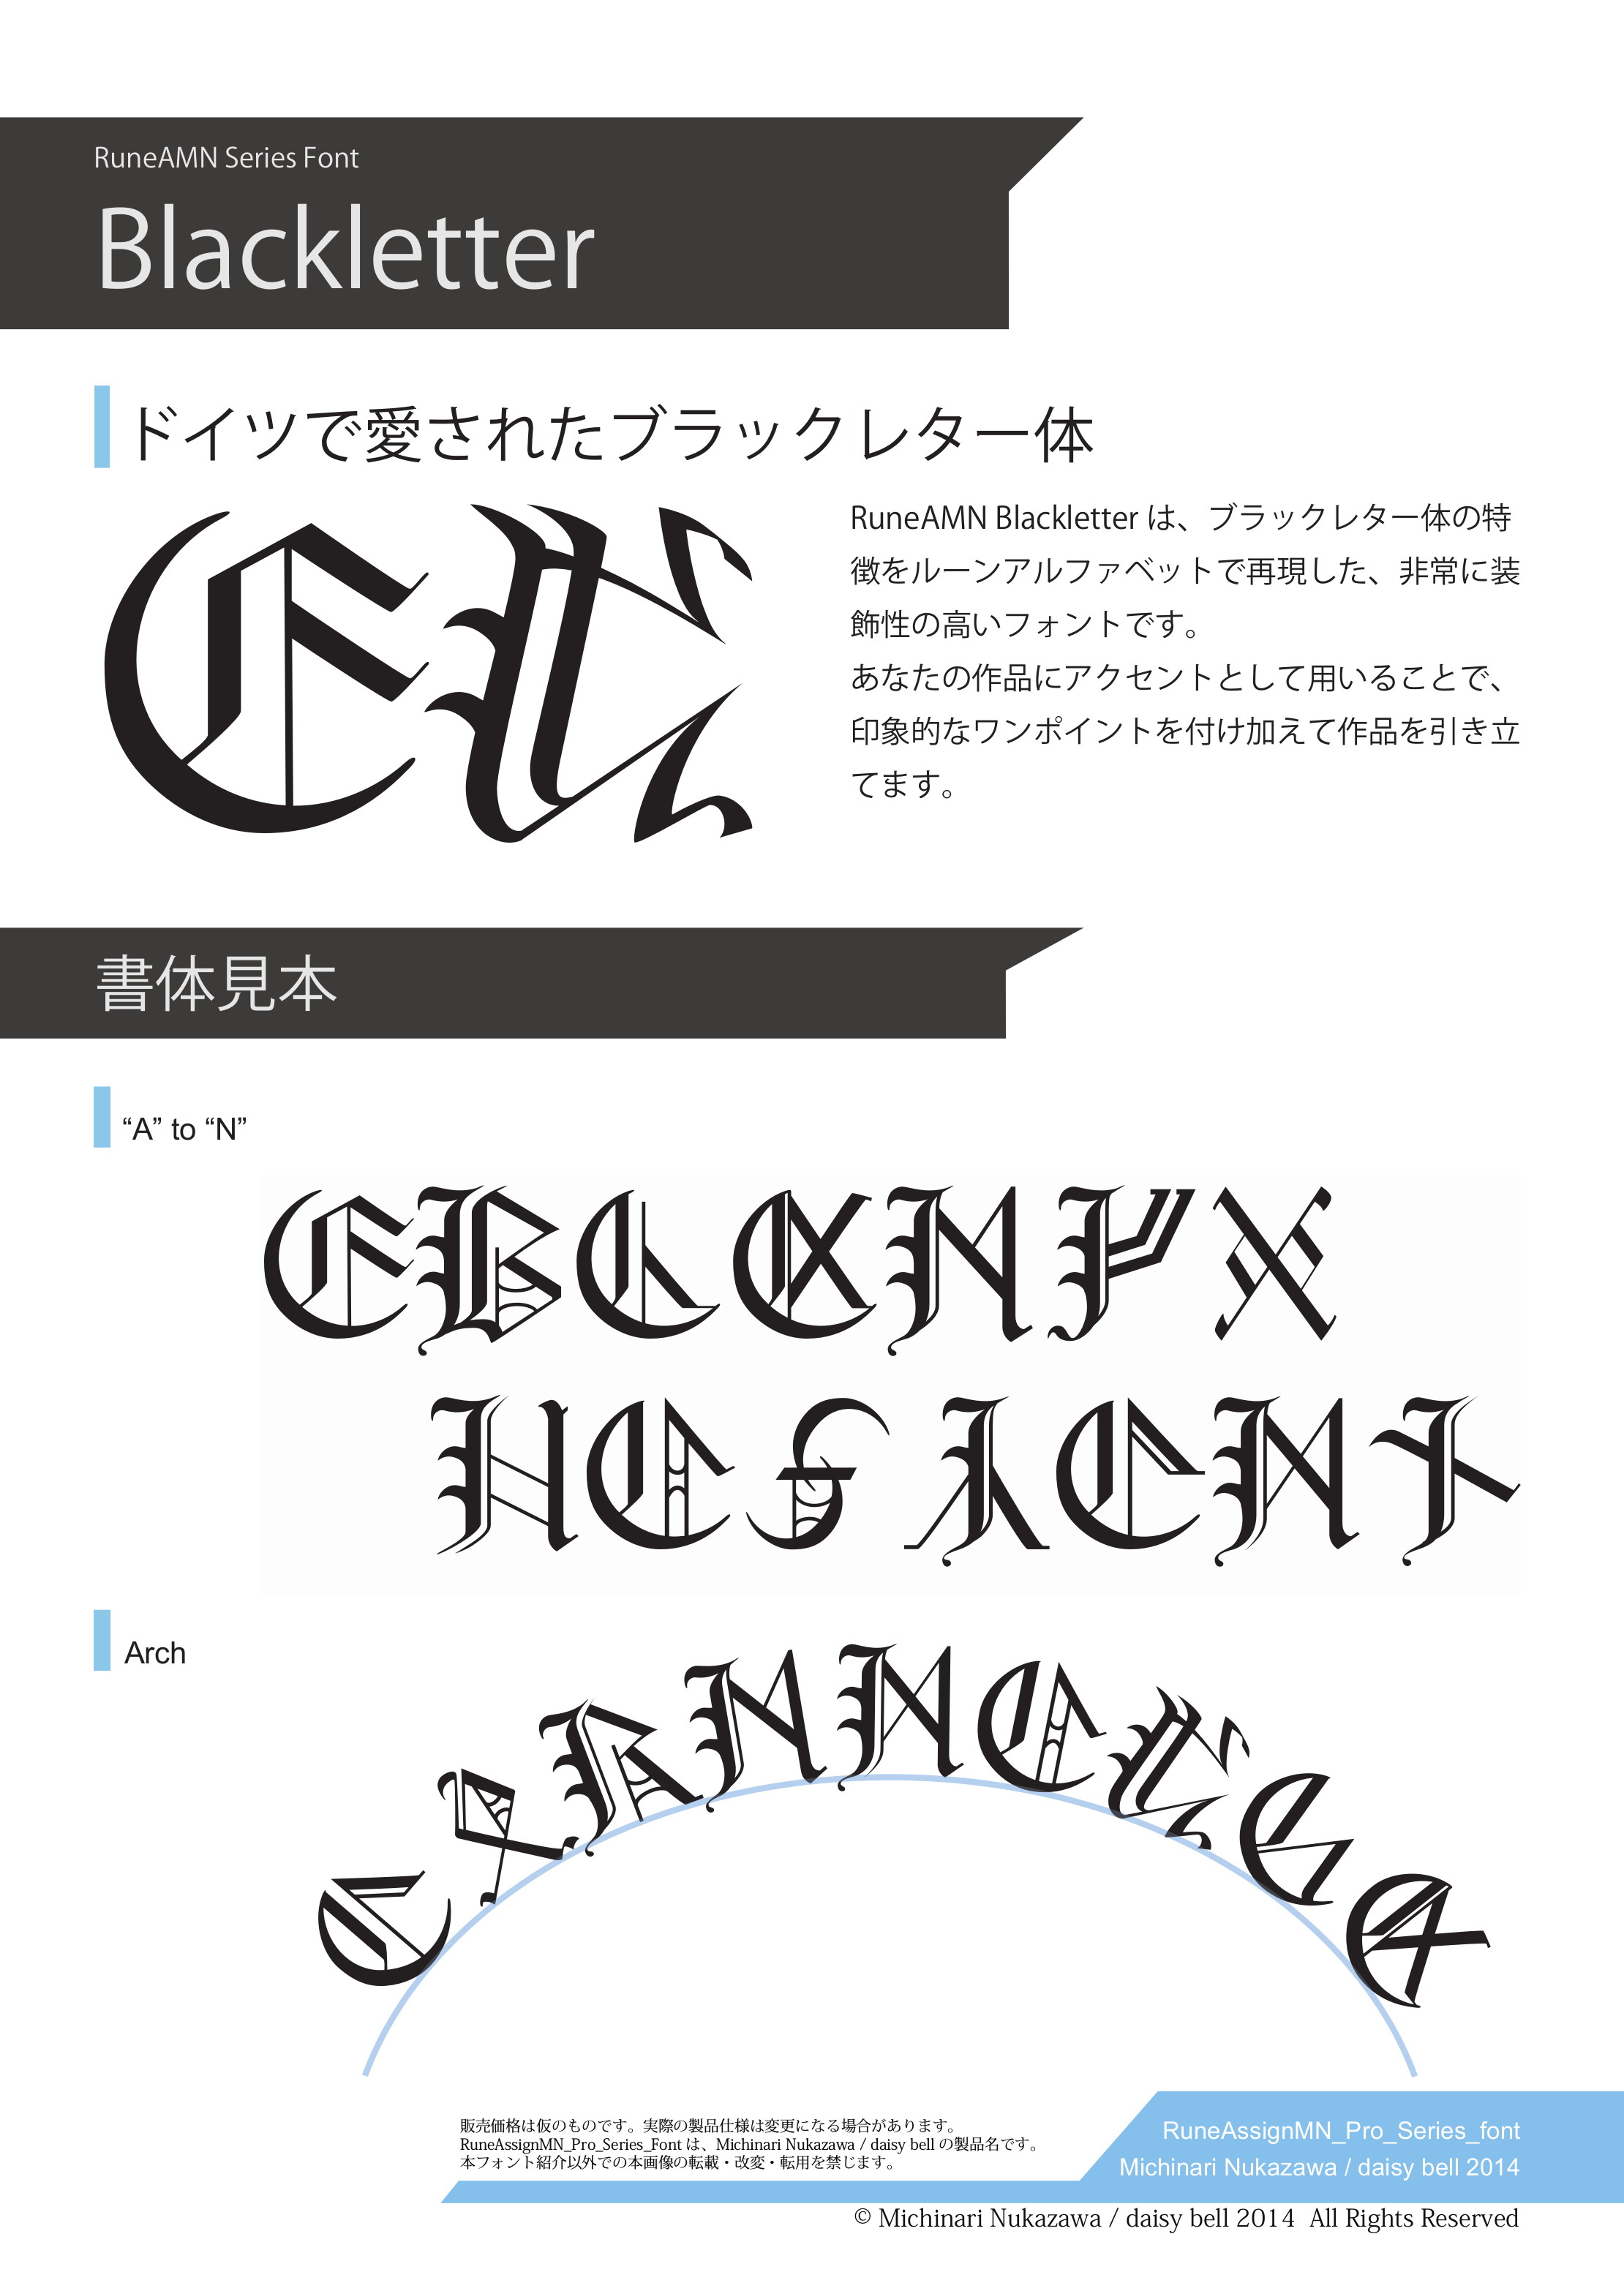 RuneAMN Series Font
Blackletter
ドイツで愛されたブラックレター体
RuneAMN Blackletter は、ブラックレター体の特
徴をルーンアルファベットで再現した、非常に装
飾性の高いフォントです。
あなたの作品にアクセントとして用いることで、
印象的なワンポイントを付け加えて作品を引き立
てます。
書体見本
“A” to “N”
Arch
販売価格は仮のものです。実際の製品仕様は変更になる場合があります。
RuneAssignMN_Pro_Series_Font は、Michinari Nukazawa / daisy bell の製品名です。
本フォント紹介以外での本画像の転載・改変・転用を禁じます。
RuneAssignMN_Pro_Series_font
Michinari Nukazawa / daisy bell 2014
© Michinari Nukazawa / daisy bell 2014 All Rights Reserved